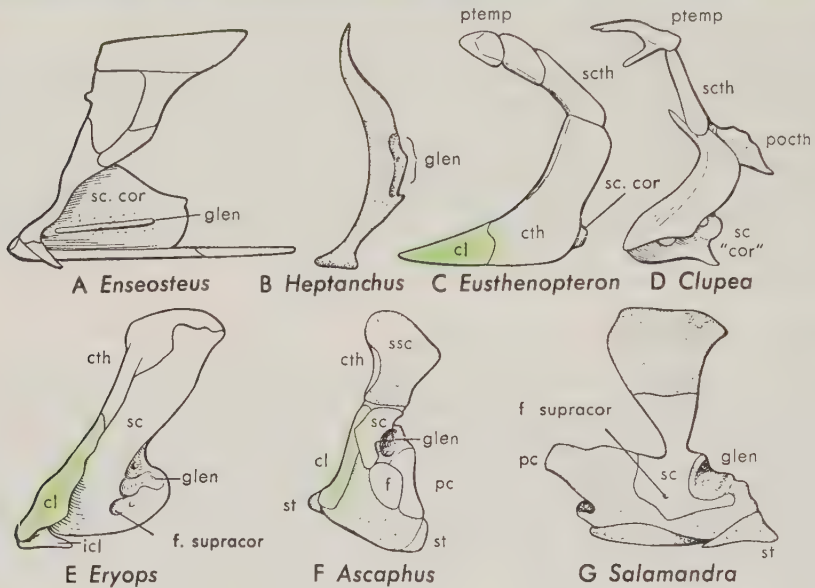 ptemp
scth
glen
sc. cor
glen
sc. cor
cth
cl
A Enseosteus
B Heptanchus
C Eusthenopteron
ptemp
scth
pocth
sc
"cor"
D Clupea
cth
sc
glen
cl
icl
f. supracor
E Eryops
cth
ssc
sc
glen
cl
pc
f
st
st
F Ascaphus
f supracor
glen
pc
sc
st
G Salamandra